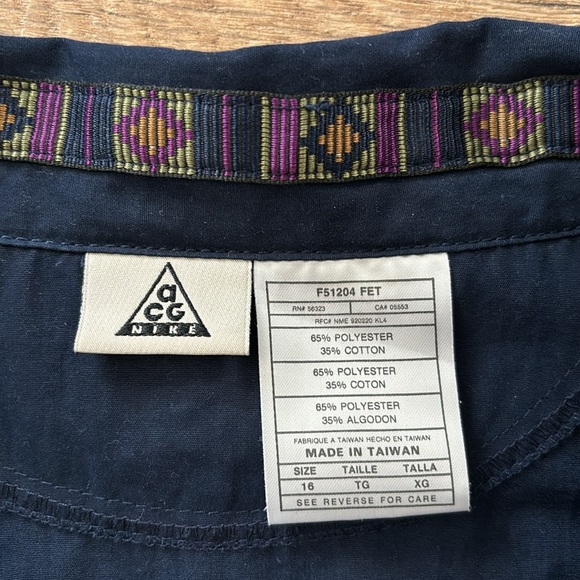 aCG
NIKE
F51204 FET
RN# 56323 CA# 05553
RFC# NME 920220 KL4
65% POLYESTER
35% COTTON
65% POLYESTER
35% COTON
65% POLYESTER
35% ALGODON
FABRIQUE A TAIWAN HECHO EN TAIWAN
MADE IN TAIWAN
SIZE TAILLE TALLA
16 TG XG
SEE REVERSE FOR CARE